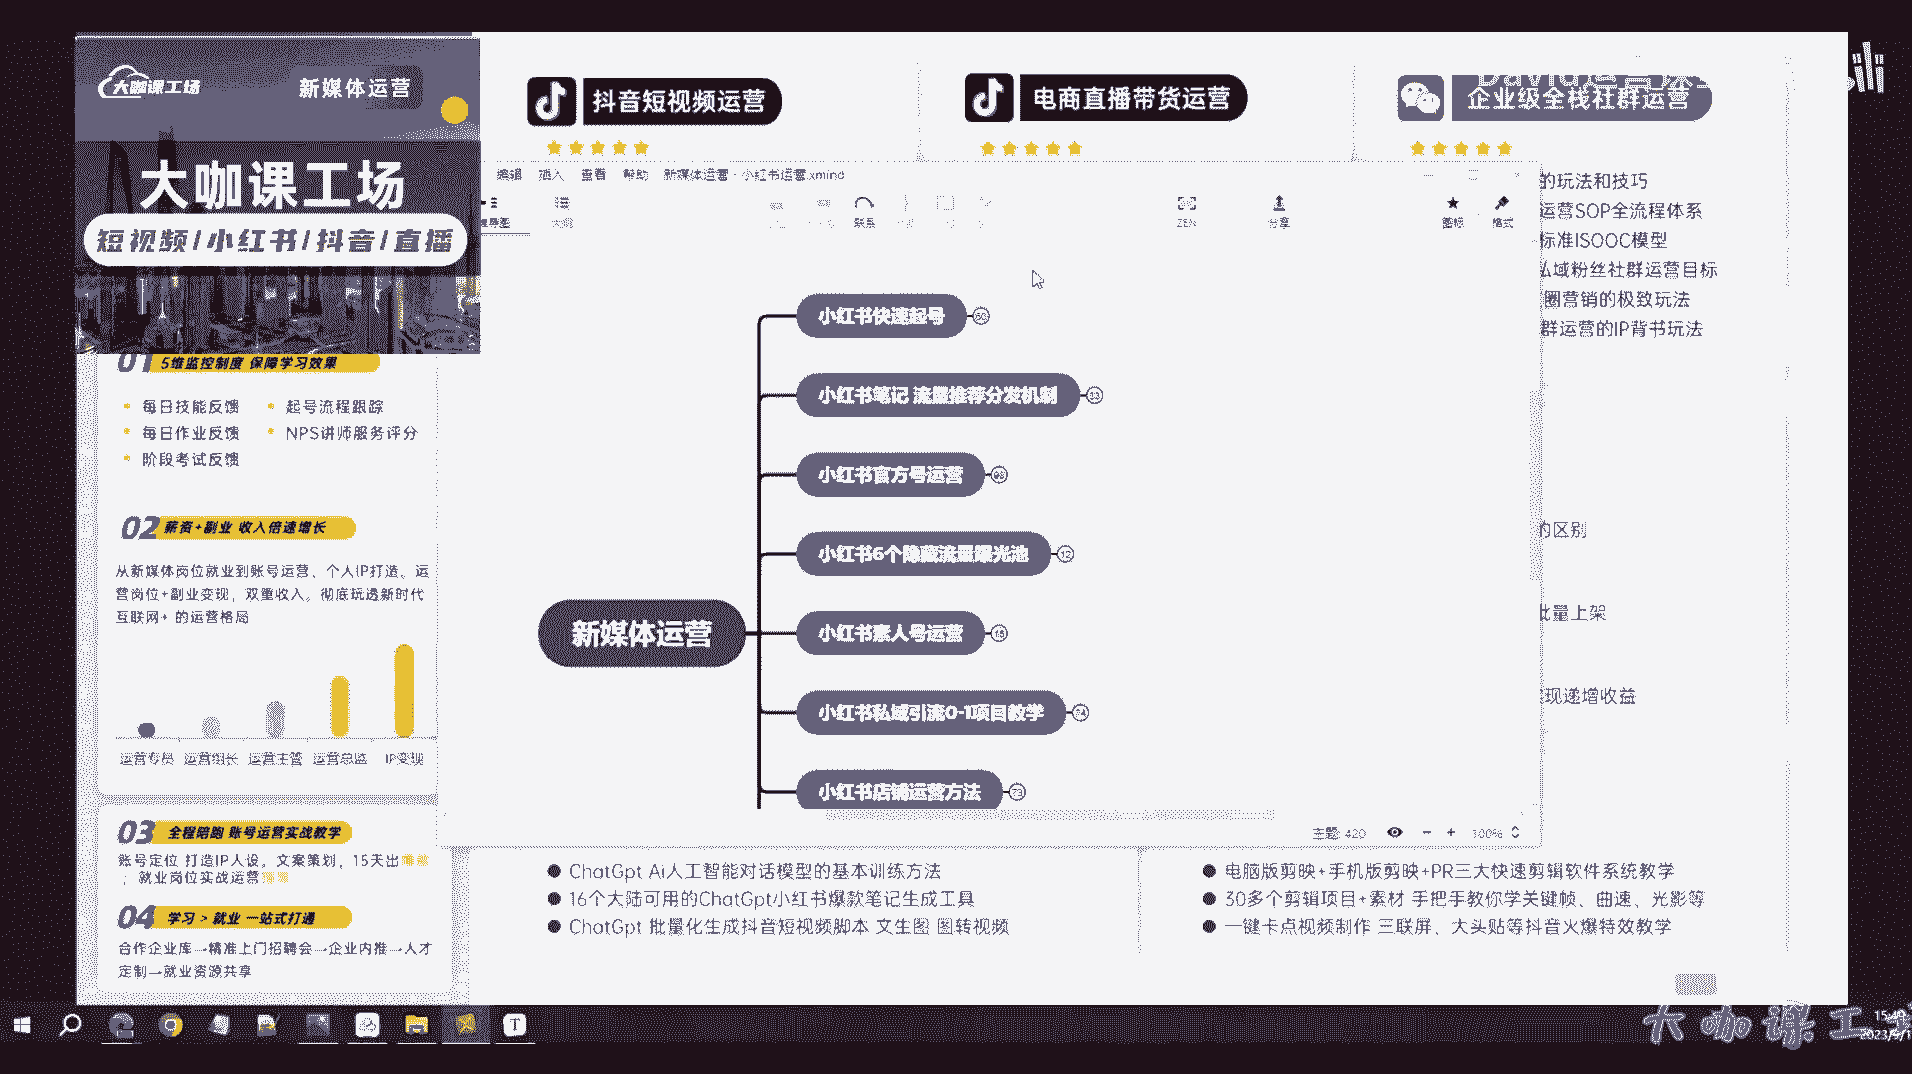 大咖课工场
新媒体运营
大咖课工场
短视频/小红书/抖音/直播
01 5维监控制度 保障学习效果
每日技能反馈
起号流程跟踪
每日作业反馈
NPS讲师服务评分
阶段考试反馈
02 薪资+副业 收入倍速增长
从新媒体岗位就业到账号运营、个人IP打造。运
营岗位+副业变现，双重收入。彻底玩透新时代
互联网+ 的运营格局
运营专员 运营组长 运营主管 运营总监 IP变现
03 全程陪跑 账号运营实战教学
账号定位 打造IP人设。文案策划，15天出
；就业岗位实战运营
04 学习 > 就业 一站式打通
合作企业库→精准上门招聘会→企业内推→人才
定制→就业资源共享
抖音短视频运营
电商直播带货运营
David运营课
企业级全栈社群运营
编辑 插入 查看 帮助 新媒体运营 - 小红书运营.xmind
联系
ZEN
分享
图标
格式
新媒体运营
小红书快速起号
小红书笔记 流量推荐分发机制
小红书官方号运营
小红书6个隐藏流量曝光池
12
小红书素人号运营
小红书私域引流0-1项目教学
小红书店铺运营方法
73
主题: 420
100%
的玩法和技巧
运营SOP全流程体系
标准ISOOC模型
私域粉丝社群运营目标
圈营销的极致玩法
群运营的IP背书玩法
的区别
批量上架
现递增收益
ChatGpt Ai人工智能对话模型的基本训练方法
16个大陆可用的ChatGpt小红书爆款笔记生成工具
ChatGpt 批量化生成抖音短视频脚本 文生图 图转视频
电脑版剪映+手机版剪映+PR三大快速剪辑软件系统教学
30多个剪辑项目+素材 手把手教你学关键帧、曲速、光影等
一键卡点视频制作 三联屏、大头贴等抖音火爆特效教学
大咖课工